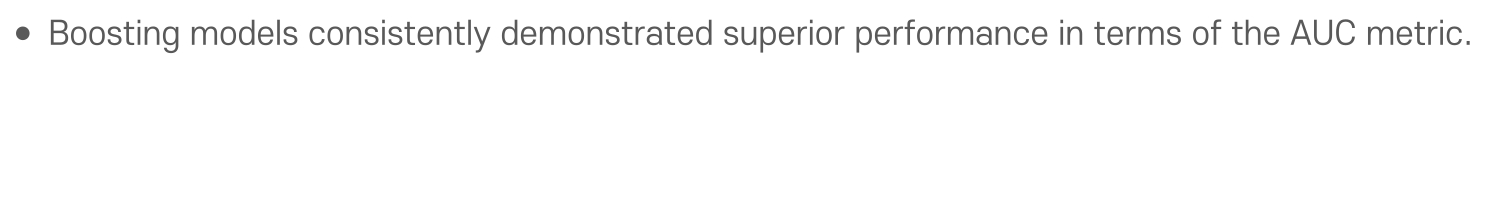 • Boosting models consistently demonstrated superior performance in terms of the AUC metric.